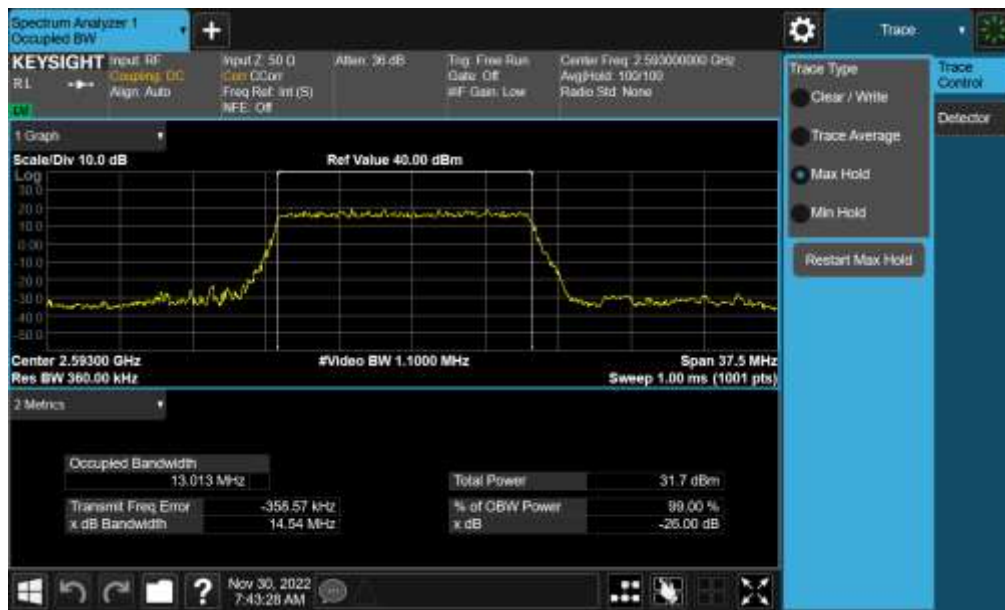 Spectrum Analyzer 1
Occupied BW
+
Trace
KEYSIGHT
Input: RF
Input Z: 50 Ω
Atten: 36 dB
Trig: Free Run
Center Freq: 2.593000000 GHz
RL
Coupling: DC
Corr CCorr
Gate: Off
Avg|Hold: 100/100
Align: Auto
Freq Ref: Int (S)
#IF Gain: Low
Radio Std: None
NFE: Off
Trace Type
Clear / Write
Trace Average
Max Hold
Min Hold
Restart Max Hold
Trace Control
Detector
1 Graph
Scale/Div 10.0 dB
Ref Value 40.00 dBm
Log
30.0
20.0
10.0
0.00
-10.0
-20.0
-30.0
-40.0
-50.0
Center 2.59300 GHz
#Video BW 1.1000 MHz
Span 37.5 MHz
Res BW 360.00 kHz
Sweep 1.00 ms (1001 pts)
2 Metrics
Occupied Bandwidth
13.013 MHz
Total Power
31.7 dBm
Transmit Freq Error
-356.57 kHz
% of OBW Power
99.00 %
x dB Bandwidth
14.54 MHz
x dB
-26.00 dB
?
Nov 30, 2022
7:43:28 AM